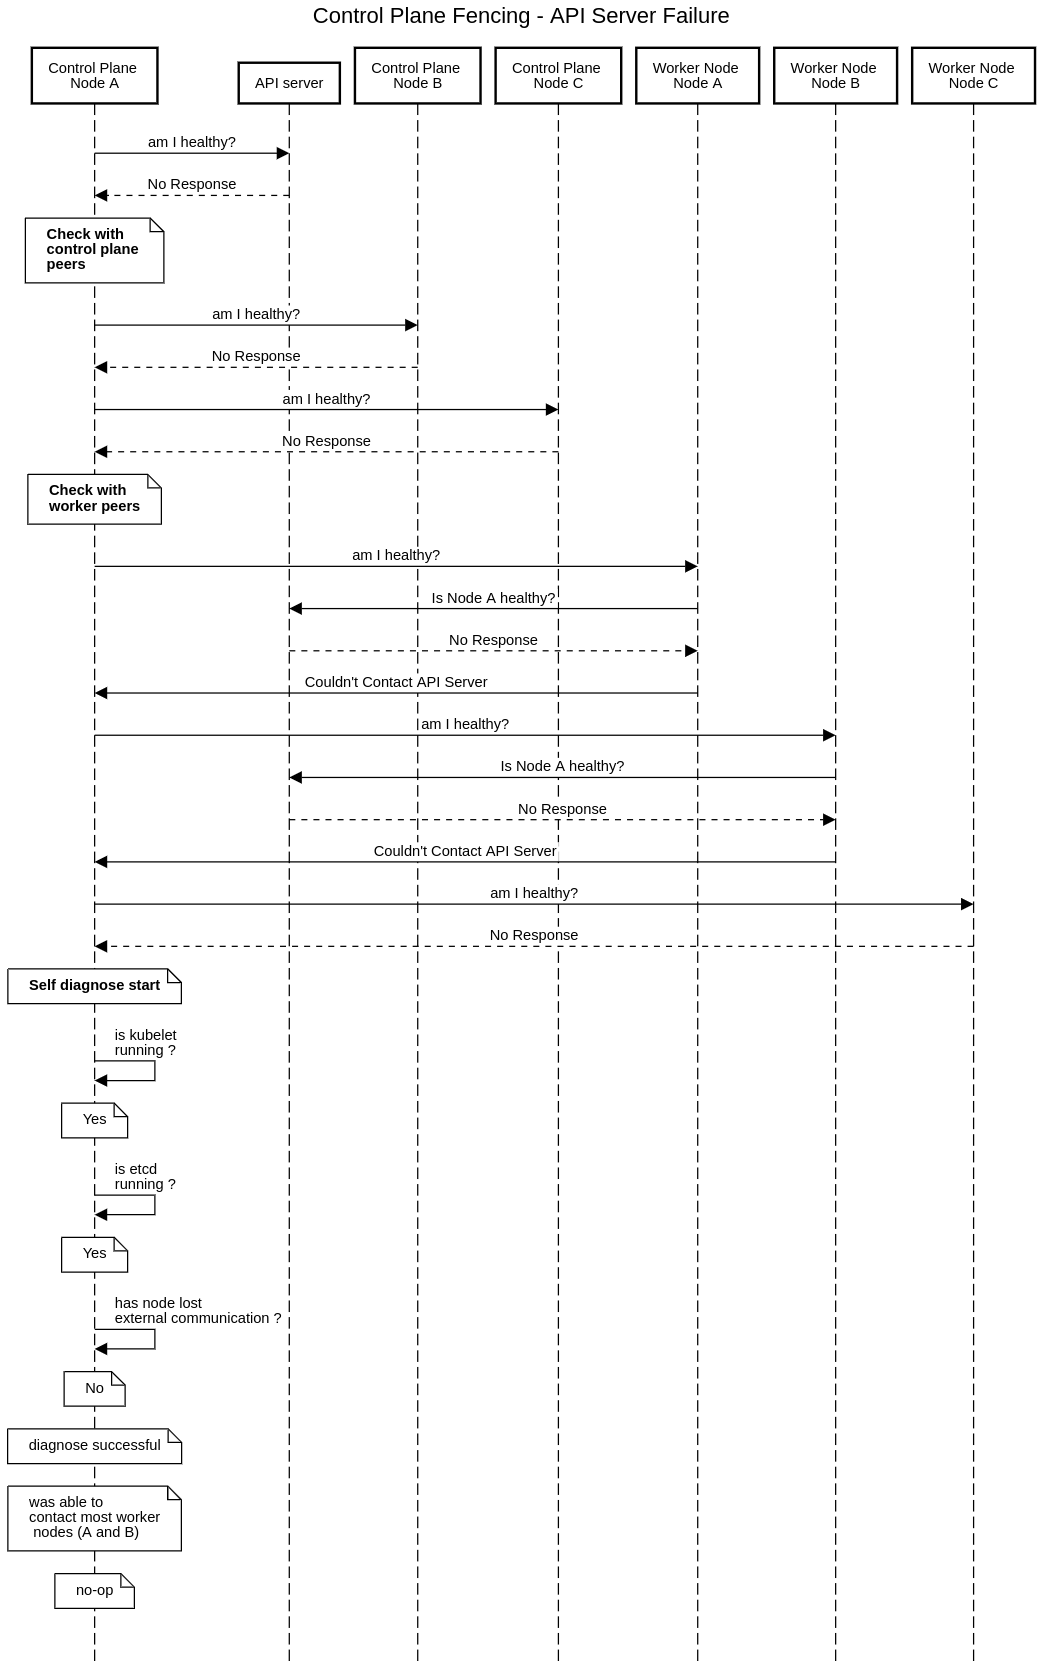 Control Plane Fencing - API Server Failure
Control Plane
Node A
API server
Control Plane
Node B
Control Plane
Node C
Worker Node
Node A
Worker Node
Node B
Worker Node
Node C
am I healthy?
No Response
Check with
control plane
peers
am I healthy?
No Response
am I healthy?
No Response
Check with
worker peers
am I healthy?
Is Node A healthy?
No Response
Couldn't Contact API Server
am I healthy?
Is Node A healthy?
No Response
Couldn't Contact API Server
am I healthy?
No Response
Self diagnose start
is kubelet
running ?
Yes
is etcd
running ?
Yes
has node lost
external communication ?
No
diagnose successful
was able to
contact most worker
nodes (A and B)
no-op